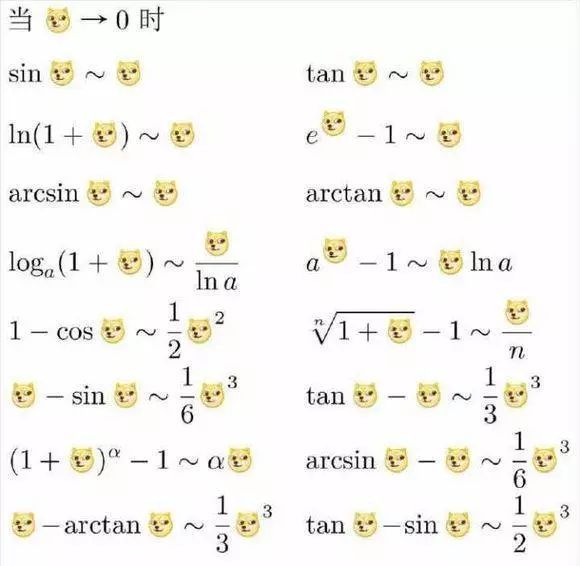 当 🐶 → 0 时
sin 🐶 ~ 🐶 tan 🐶 ~ 🐶
ln(1 + 🐶) ~ 🐶 e^🐶 − 1 ~ 🐶
arcsin 🐶 ~ 🐶 arctan 🐶 ~ 🐶
logₐ(1 + 🐶) ~ 🐶/ln a a^🐶 − 1 ~ 🐶 ln a
1 − cos 🐶 ~ 1/2 🐶² ⁿ√(1 + 🐶) − 1 ~ 🐶/n
🐶 − sin 🐶 ~ 1/6 🐶³ tan 🐶 − 🐶 ~ 1/3 🐶³
(1 + 🐶)^α − 1 ~ α🐶 arcsin 🐶 − 🐶 ~ 1/6 🐶³
🐶 − arctan 🐶 ~ 1/3 🐶³ tan 🐶 − sin 🐶 ~ 1/2 🐶³